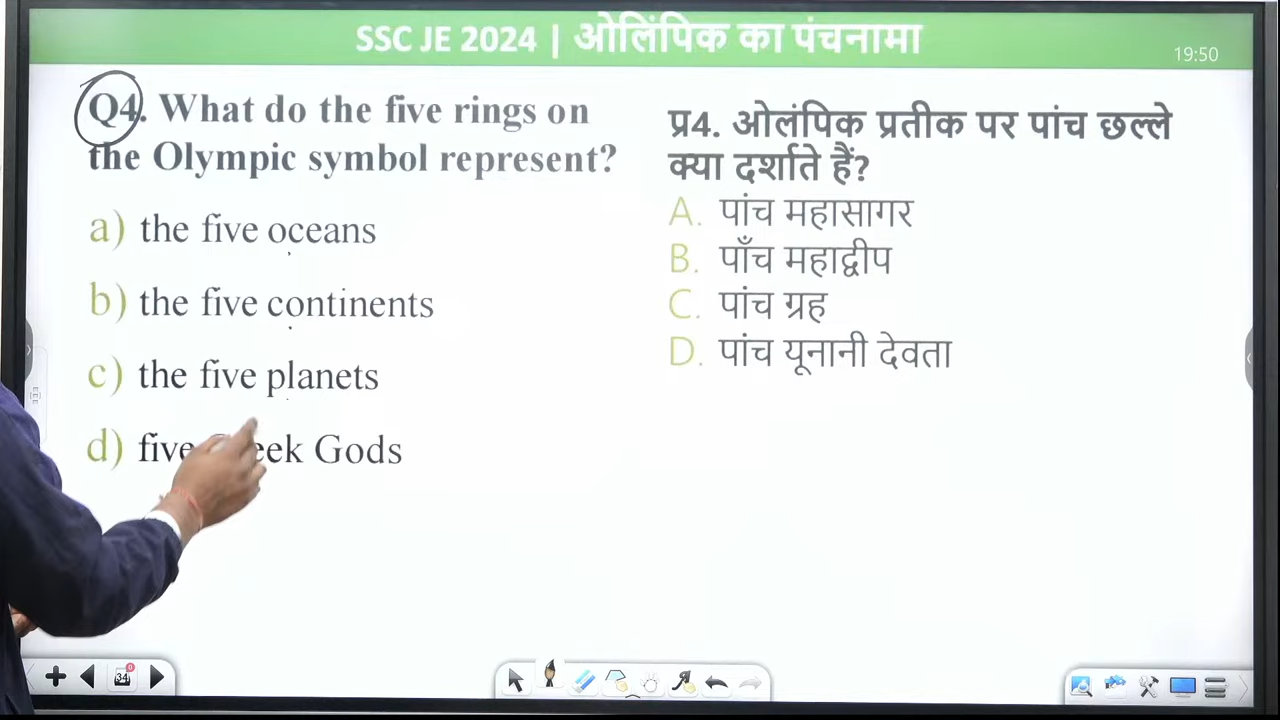 SSC JE 2024 | ओलिंपिक का पंचनामा
19:50
Q4. What do the five rings on
the Olympic symbol represent?
a) the five oceans
b) the five continents
c) the five planets
d) five Gods
प्र4. ओलंपिक प्रतीक पर पांच छल्ले
क्या दर्शाते हैं?
A. पांच महासागर
B. पाँच महाद्वीप
C. पांच ग्रह
D. पांच यूनानी देवता
34
0